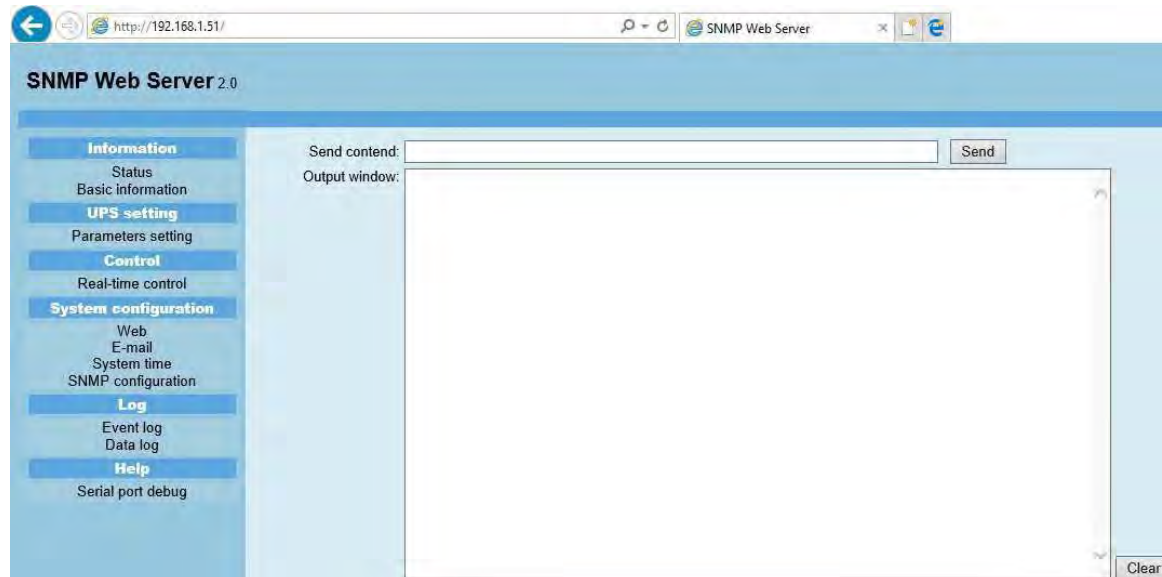 http://192.168.1.51/
SNMP Web Server
SNMP Web Server 2.0
Information
Status
Basic information
UPS setting
Parameters setting
Control
Real-time control
System configuration
Web
E-mail
System time
SNMP configuration
Log
Event log
Data log
Help
Serial port debug
Send contend:
Send
Output window:
Clear